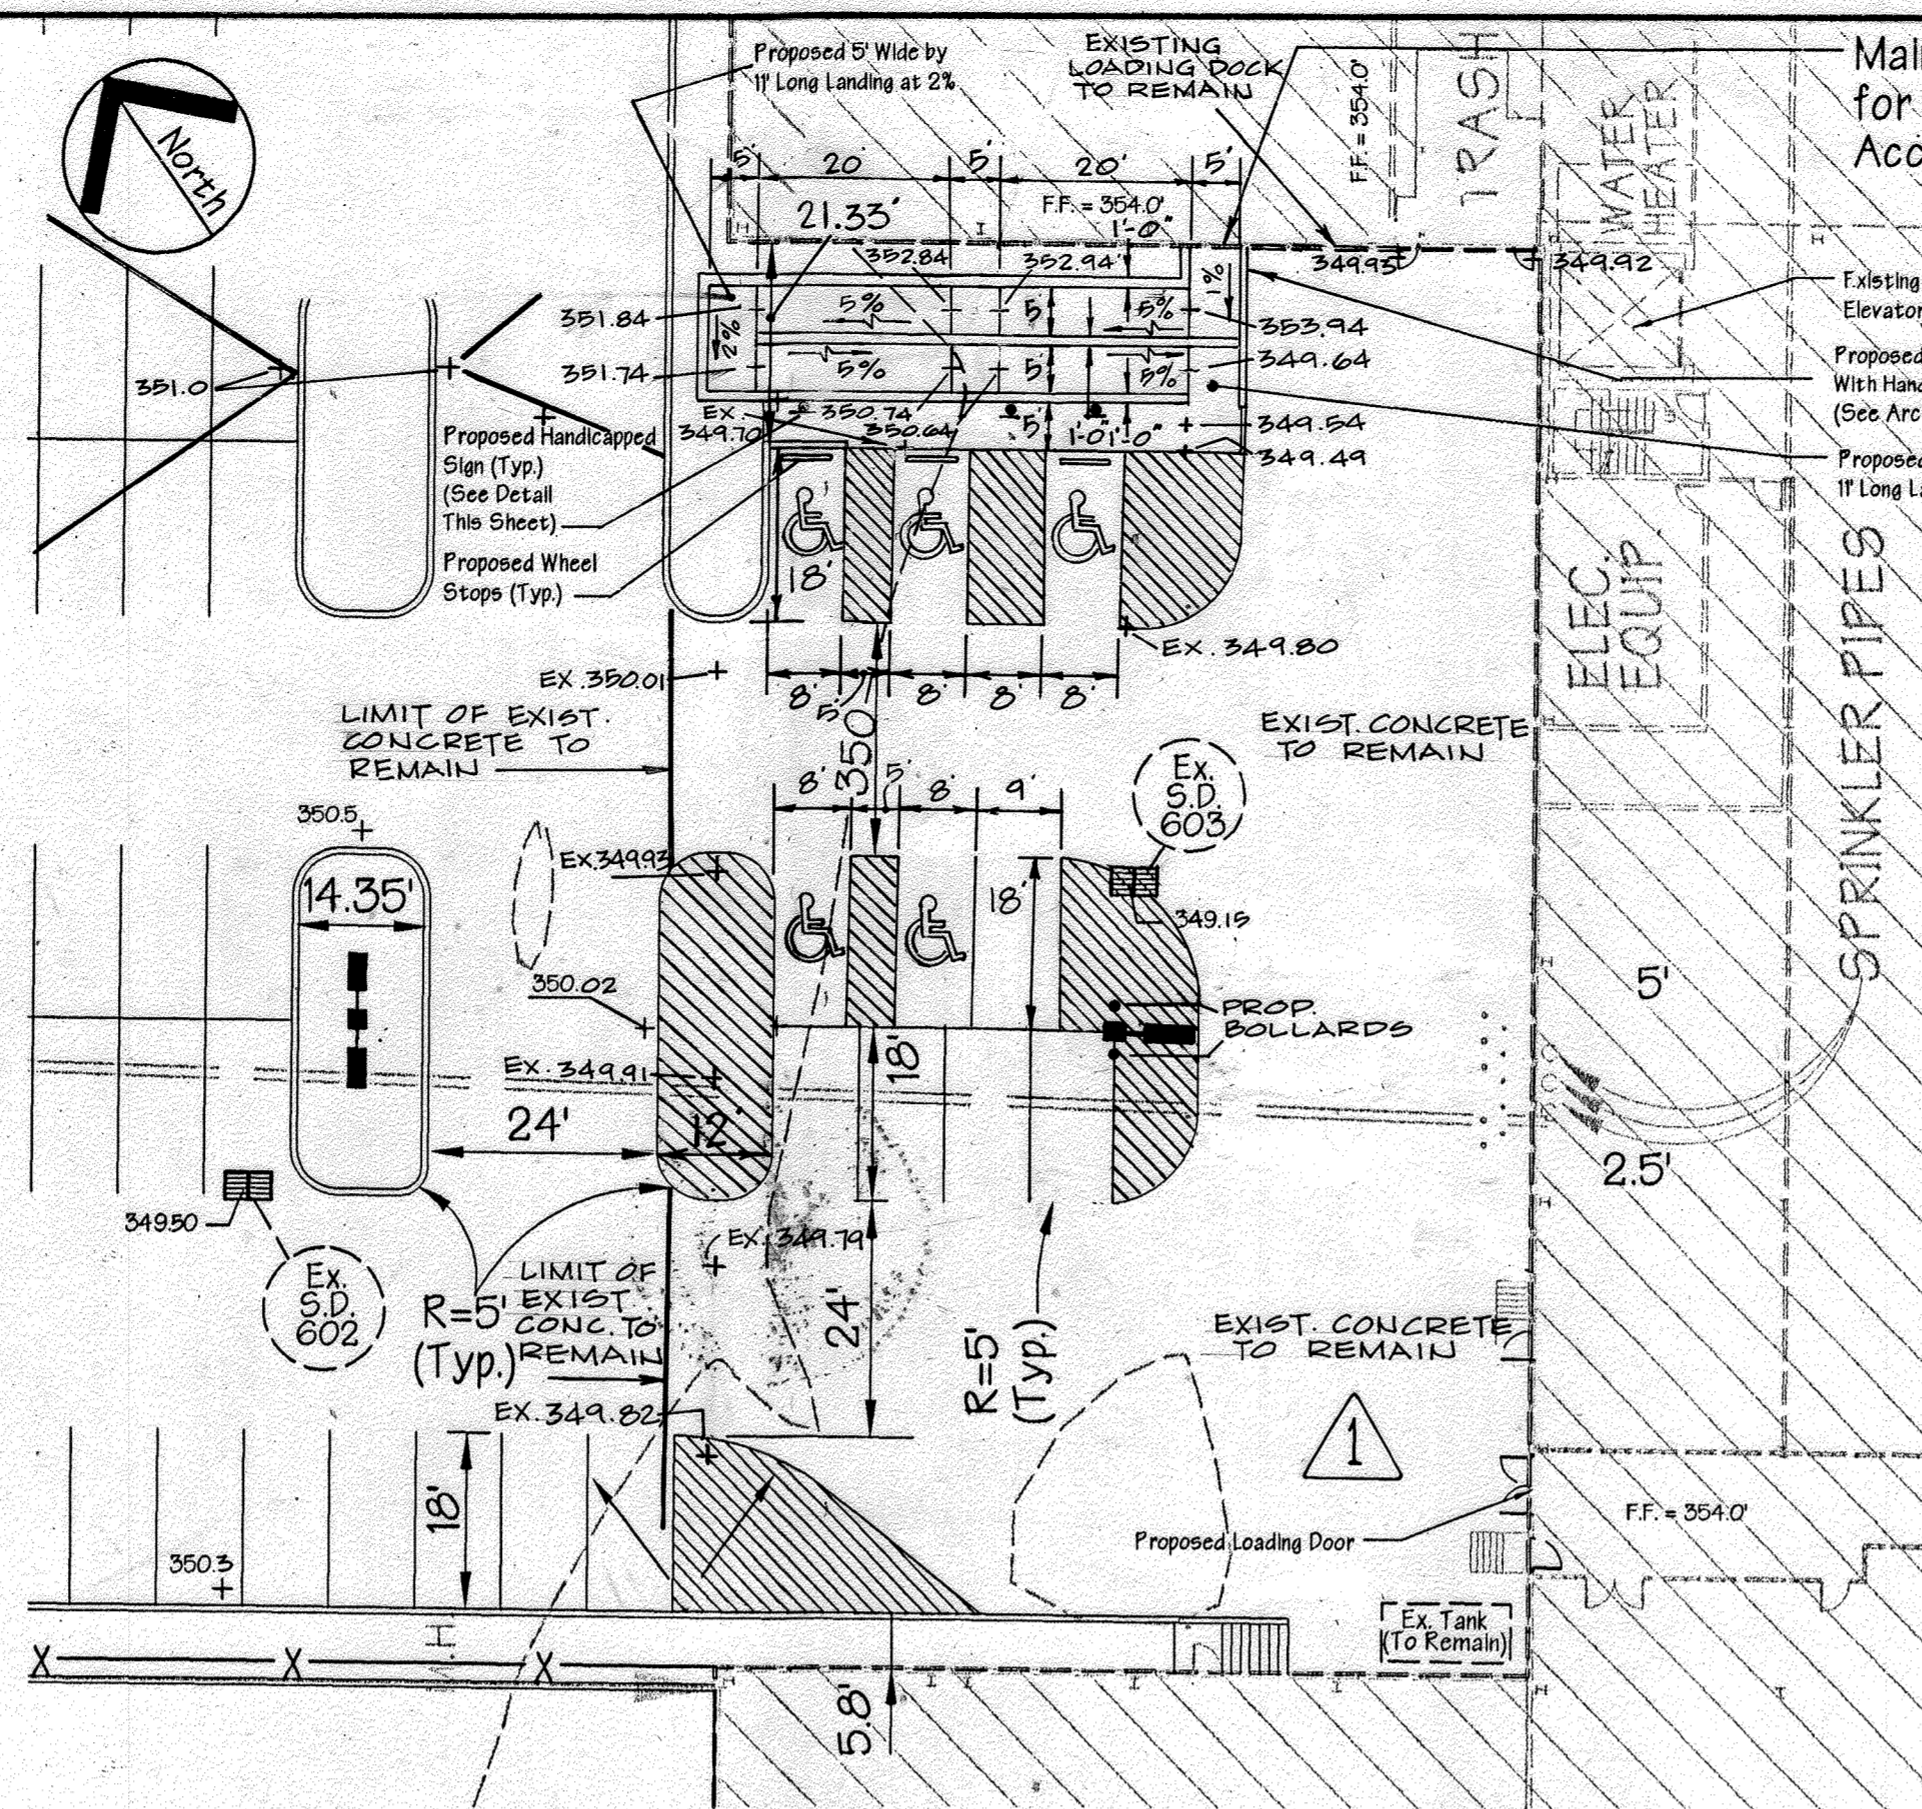 North
Proposed 5' Wide by
11' Long Landing at 2%
EXISTING
LOADING DOCK
TO REMAIN
F.F. = 354.0'
TRASH
WATER
HEATER
Mai
for
Acc
5'
20'
5'
20'
5'
21.33'
F.F. = 354.0'
1'-0"
352.84
352.94
1%
349.93
349.92
Existing
Elevator
351.84
5%
5'
5%
353.94
2%
351.74
5%
5'
5%
349.64
Proposed
With Hand
(See Arc
351.0
EX.
349.70
350.74
350.64
5'
1'-0"
1'-0"
349.54
349.49
Proposed
11' Long La
Proposed Handicapped
Sign (Typ.)
(See Detail
This Sheet)
Proposed Wheel
Stops (Typ.)
18'
EX. 349.80
EX. 350.01
8'
5'
8'
8'
8'
ELEC.
EQUIP.
SPRINKLER PIPES
LIMIT OF EXIST.
CONCRETE TO
REMAIN
350
EXIST. CONCRETE
TO REMAIN
8'
5'
8'
9'
Ex.
S.D.
603
350.5
EX.349.93
14.35'
18'
349.15
350.02
5'
PROP.
BOLLARDS
EX. 349.91
18'
24'
12'
2.5'
349.50
Ex.
S.D.
602
EX. 349.79
R=5'
(Typ.)
LIMIT OF
EXIST.
CONC. TO
REMAIN
24'
R=5'
(Typ.)
EXIST. CONCRETE
TO REMAIN
EX. 349.82
1
18'
350.3
Proposed Loading Door
F.F. = 354.0'
Ex. Tank
(To Remain)
X
X
X
5.8'